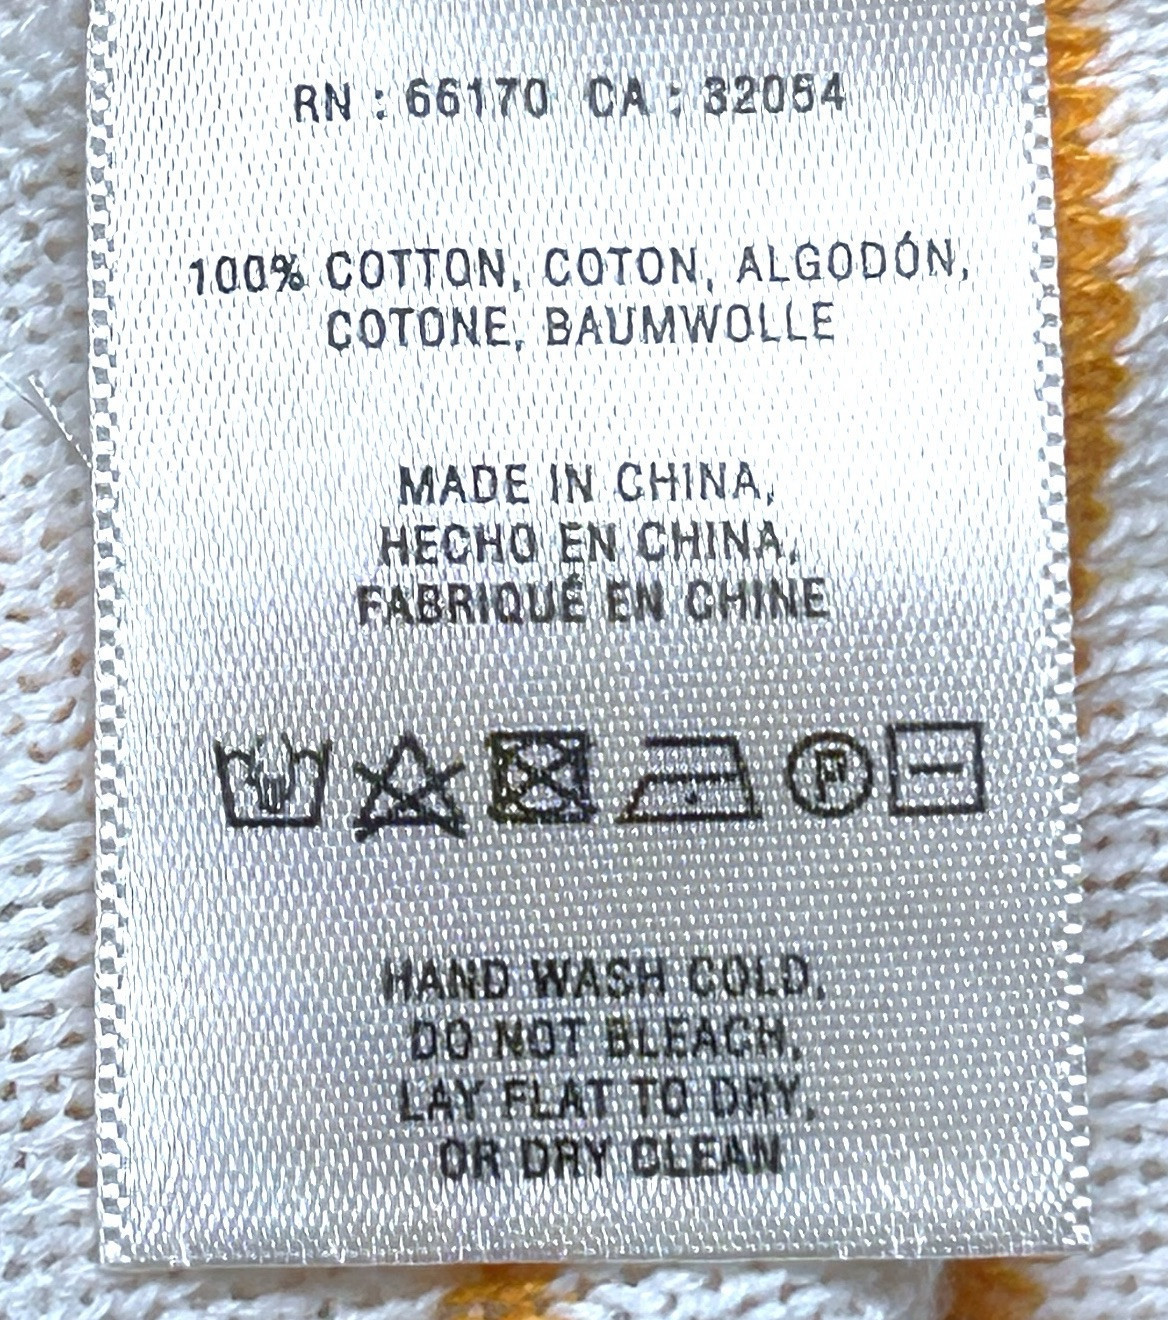 RN : 66170 CA : 32054
100% COTTON, COTON, ALGODÓN,
COTONE, BAUMWOLLE
MADE IN CHINA,
HECHO EN CHINA,
FABRIQUÉ EN CHINE
P
HAND WASH COLD,
DO NOT BLEACH,
LAY FLAT TO DRY,
OR DRY CLEAN